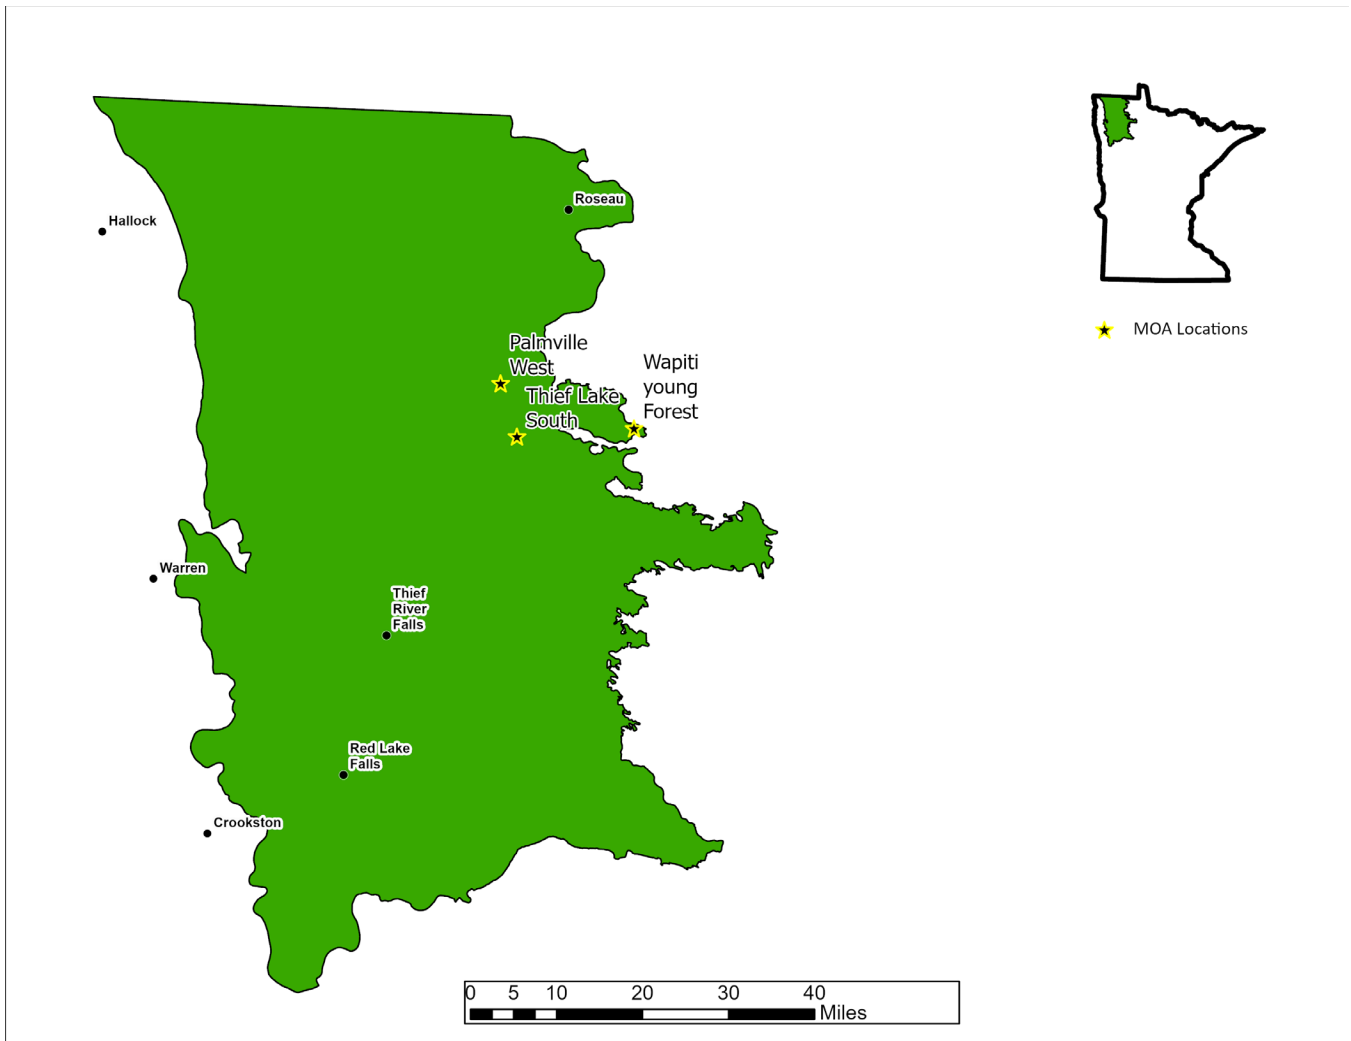 Roseau
Hallock
MOA Locations
Palmville
West
Wapiti
young
Forest
Thief Lake
South
Warren
Thief
River
Falls
Red Lake
Falls
Crookston
0 5 10 20 30 40
Miles